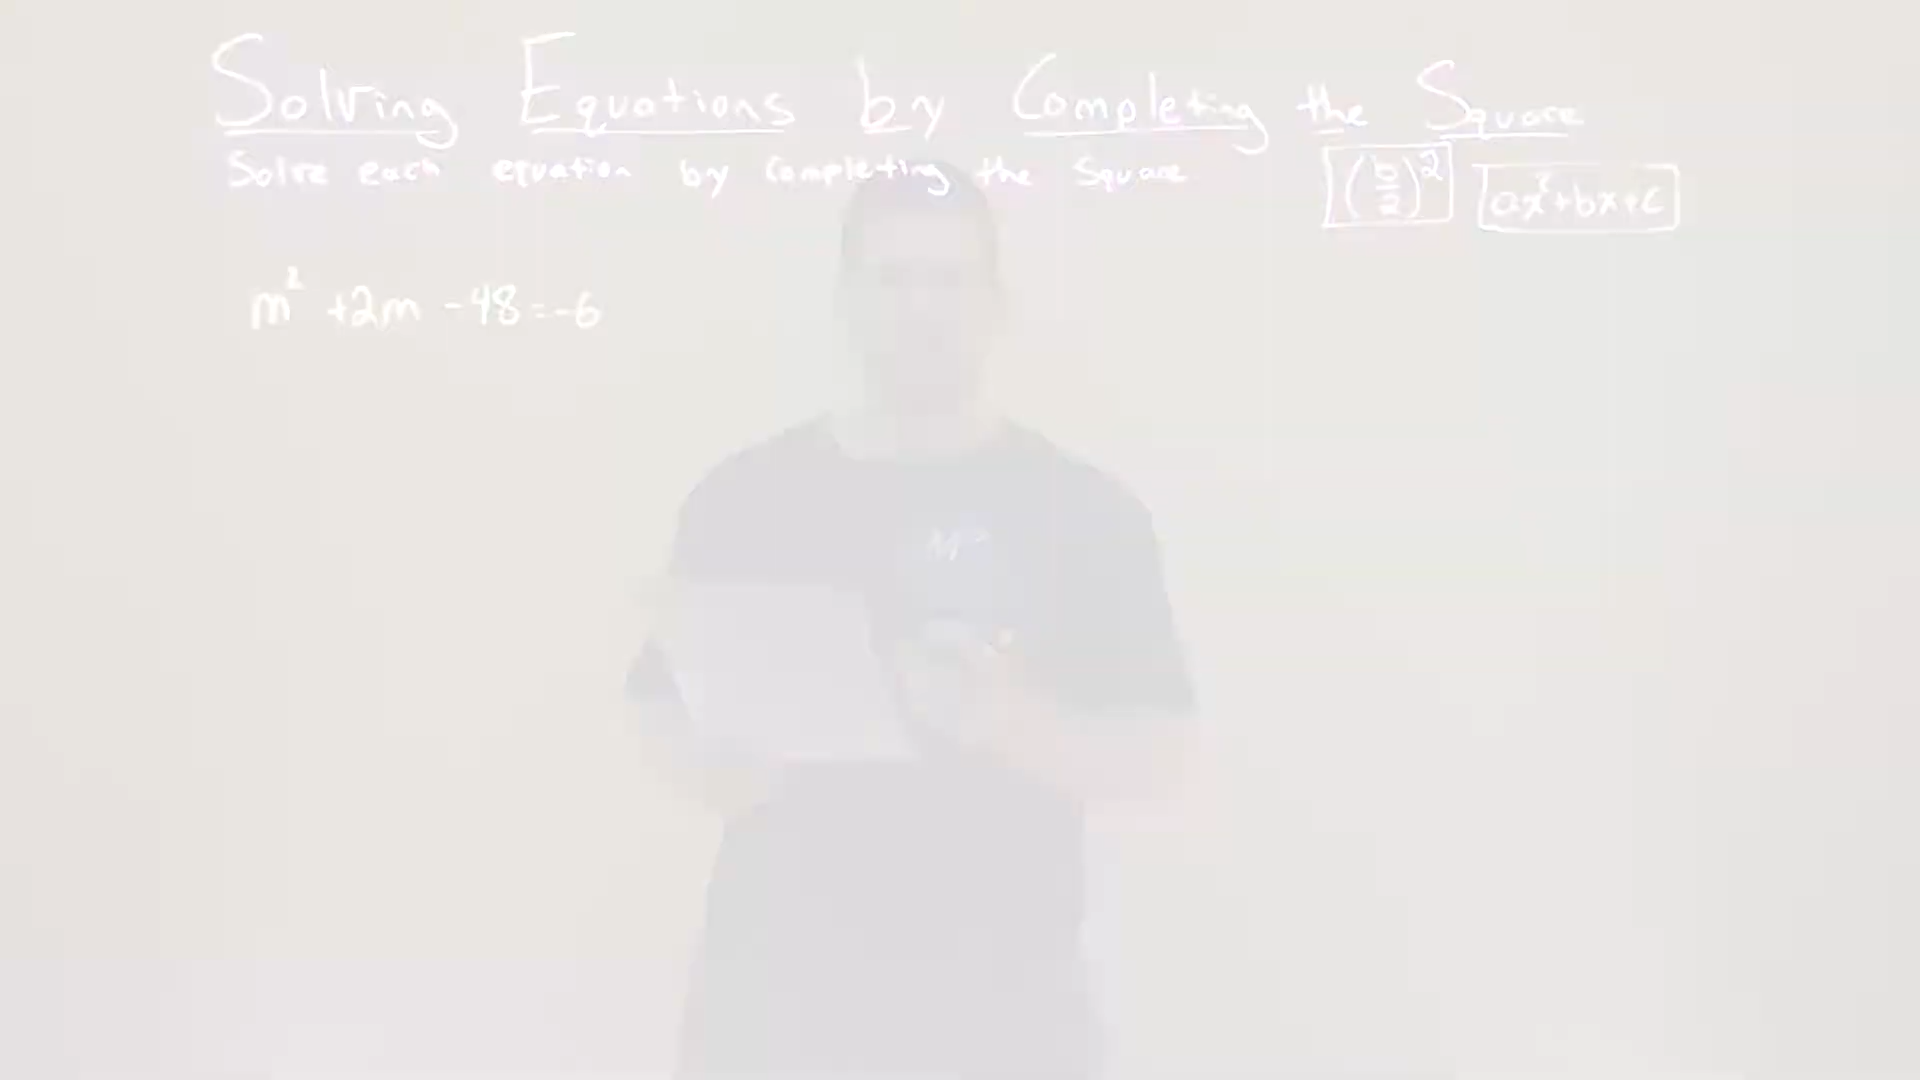 Solving Equations by Completing the Square
Solve each equation by completing the square
(b/2)² ax²+bx+c
m² +2m -48=-6